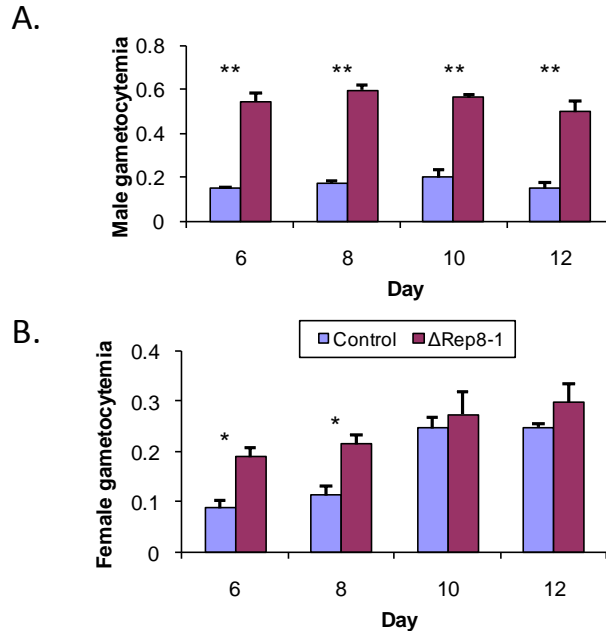 A.
Male gametocytemia
0.8
0.6
0.4
0.2
0
** ** ** **
6 8 10 12
Day
B.
Control ΔRep8-1
Female gametocytemia
0.4
0.3
0.2
0.1
0
* *
6 8 10 12
Day